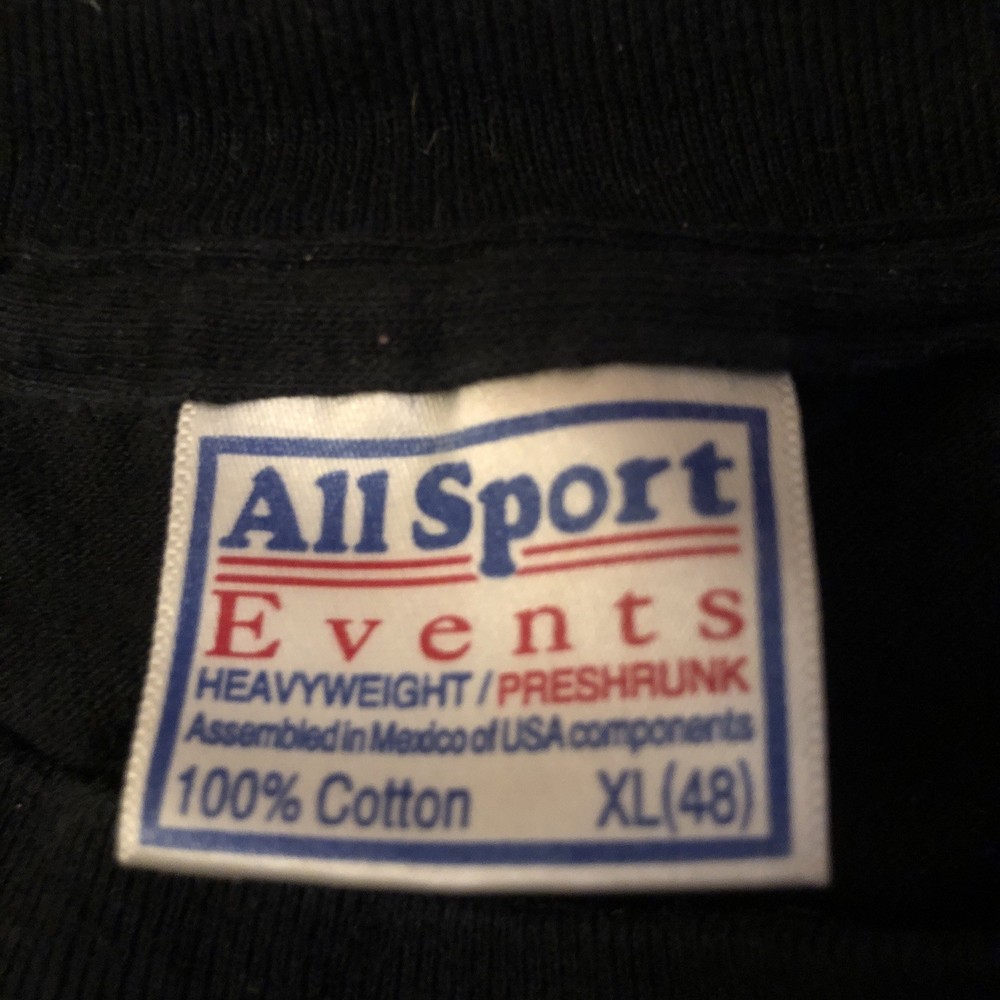 All Sport
Events
HEAVYWEIGHT / PRESHRUNK
Assembled in Mexico of USA components
100% Cotton XL(48)